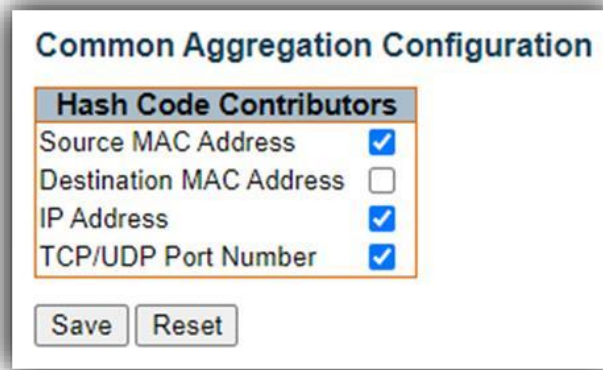 Common Aggregation Configuration
Hash Code Contributors
Source MAC Address
Destination MAC Address
IP Address
TCP/UDP Port Number
Save Reset